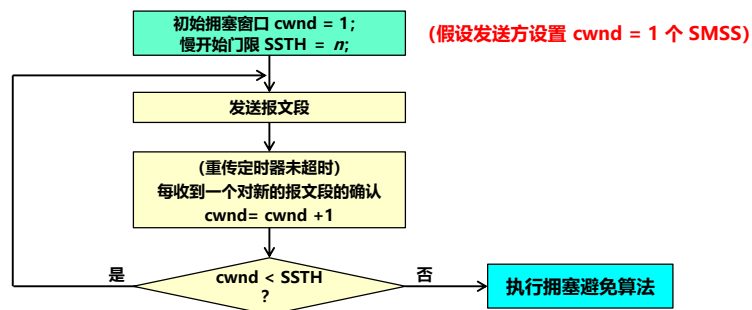 初始拥塞窗口 cwnd = 1;
慢开始门限 SSTH = n;
（假设发送方设置 cwnd = 1 个 SMSS）
发送报文段
（重传定时器未超时）
每收到一个对新的报文段的确认
cwnd= cwnd +1
是
cwnd < SSTH
?
否
执行拥塞避免算法